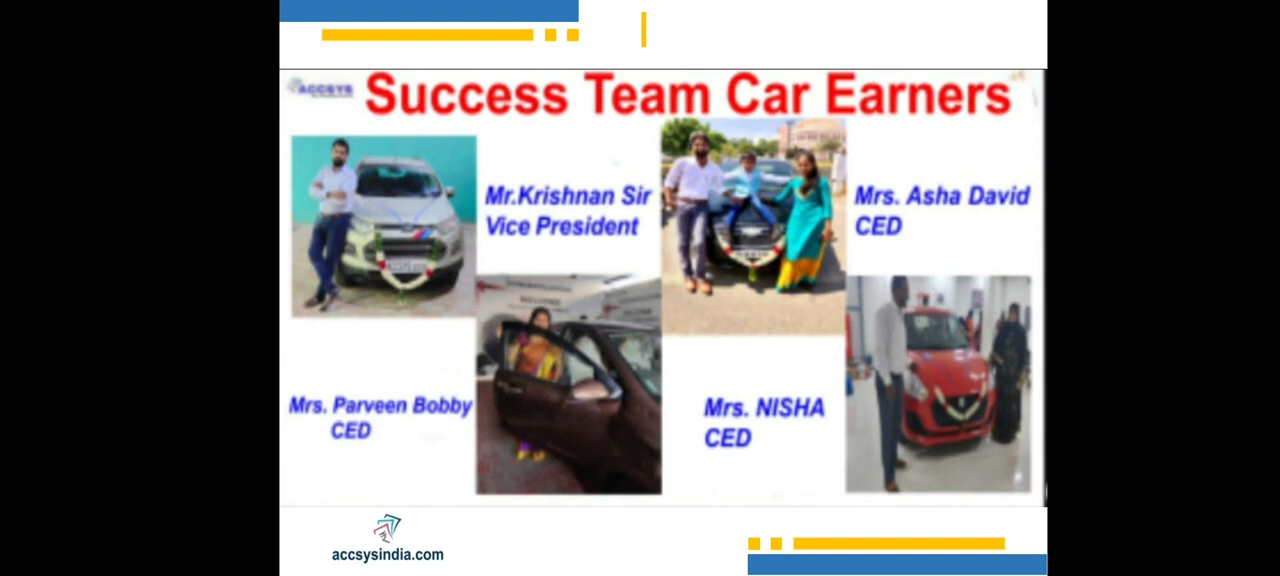 ACCSYS
Success Team Car Earners
Mr.Krishnan Sir
Vice President
Mrs. Asha David
CED
Mrs. Parveen Bobby
CED
Mrs. NISHA
CED
accsysindia.com